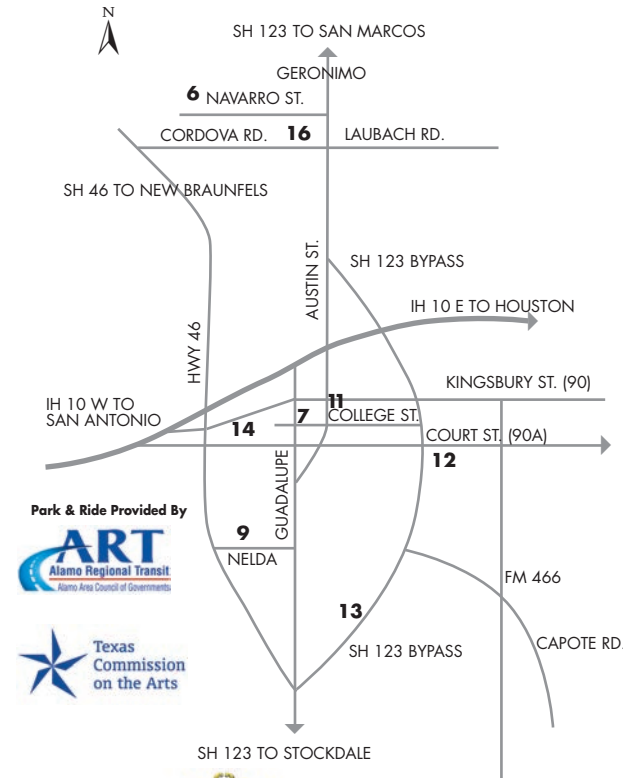 N
SH 123 TO SAN MARCOS
GERONIMO
6 NAVARRO ST.
CORDOVA RD. 16 LAUBACH RD.
SH 46 TO NEW BRAUNFELS
AUSTIN ST.
SH 123 BYPASS
IH 10 E TO HOUSTON
HWY 46
KINGSBURY ST. (90)
11
IH 10 W TO
SAN ANTONIO
7 COLLEGE ST.
14
COURT ST. (90A)
12
GUADALUPE
Park & Ride Provided By
ART
Alamo Regional Transit
Alamo Area Council of Governments
9
NELDA
FM 466
13
Texas
Commission
on the Arts
SH 123 BYPASS
CAPOTE RD.
SH 123 TO STOCKDALE